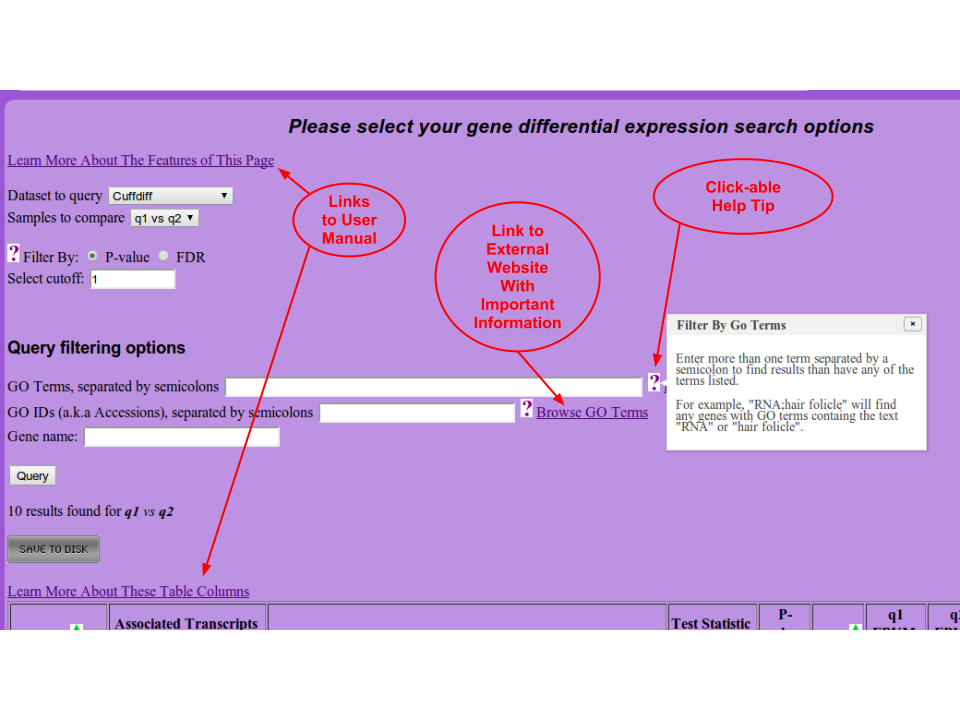 Please select your gene differential expression search options
Learn More About The Features of This Page
Dataset to query Cuffdiff
Samples to compare q1 vs q2
? Filter By: P-value FDR
Select cutoff: 1
Links
to User
Manual
Link to
External
Website
With
Important
Information
Click-able
Help Tip
Filter By Go Terms ×
Enter more than one term separated by a
semicolon to find results than have any of the
terms listed.
For example, "RNA;hair folicle" will find
any genes with GO terms containg the text
"RNA" or "hair folicle".
Query filtering options
GO Terms, separated by semicolons ?
GO IDs (a.k.a Accessions), separated by semicolons ? Browse GO Terms
Gene name:
Query
10 results found for q1 vs q2
SAVE TO DISK
Learn More About These Table Columns
Associated Transcripts Test Statistic P- q1